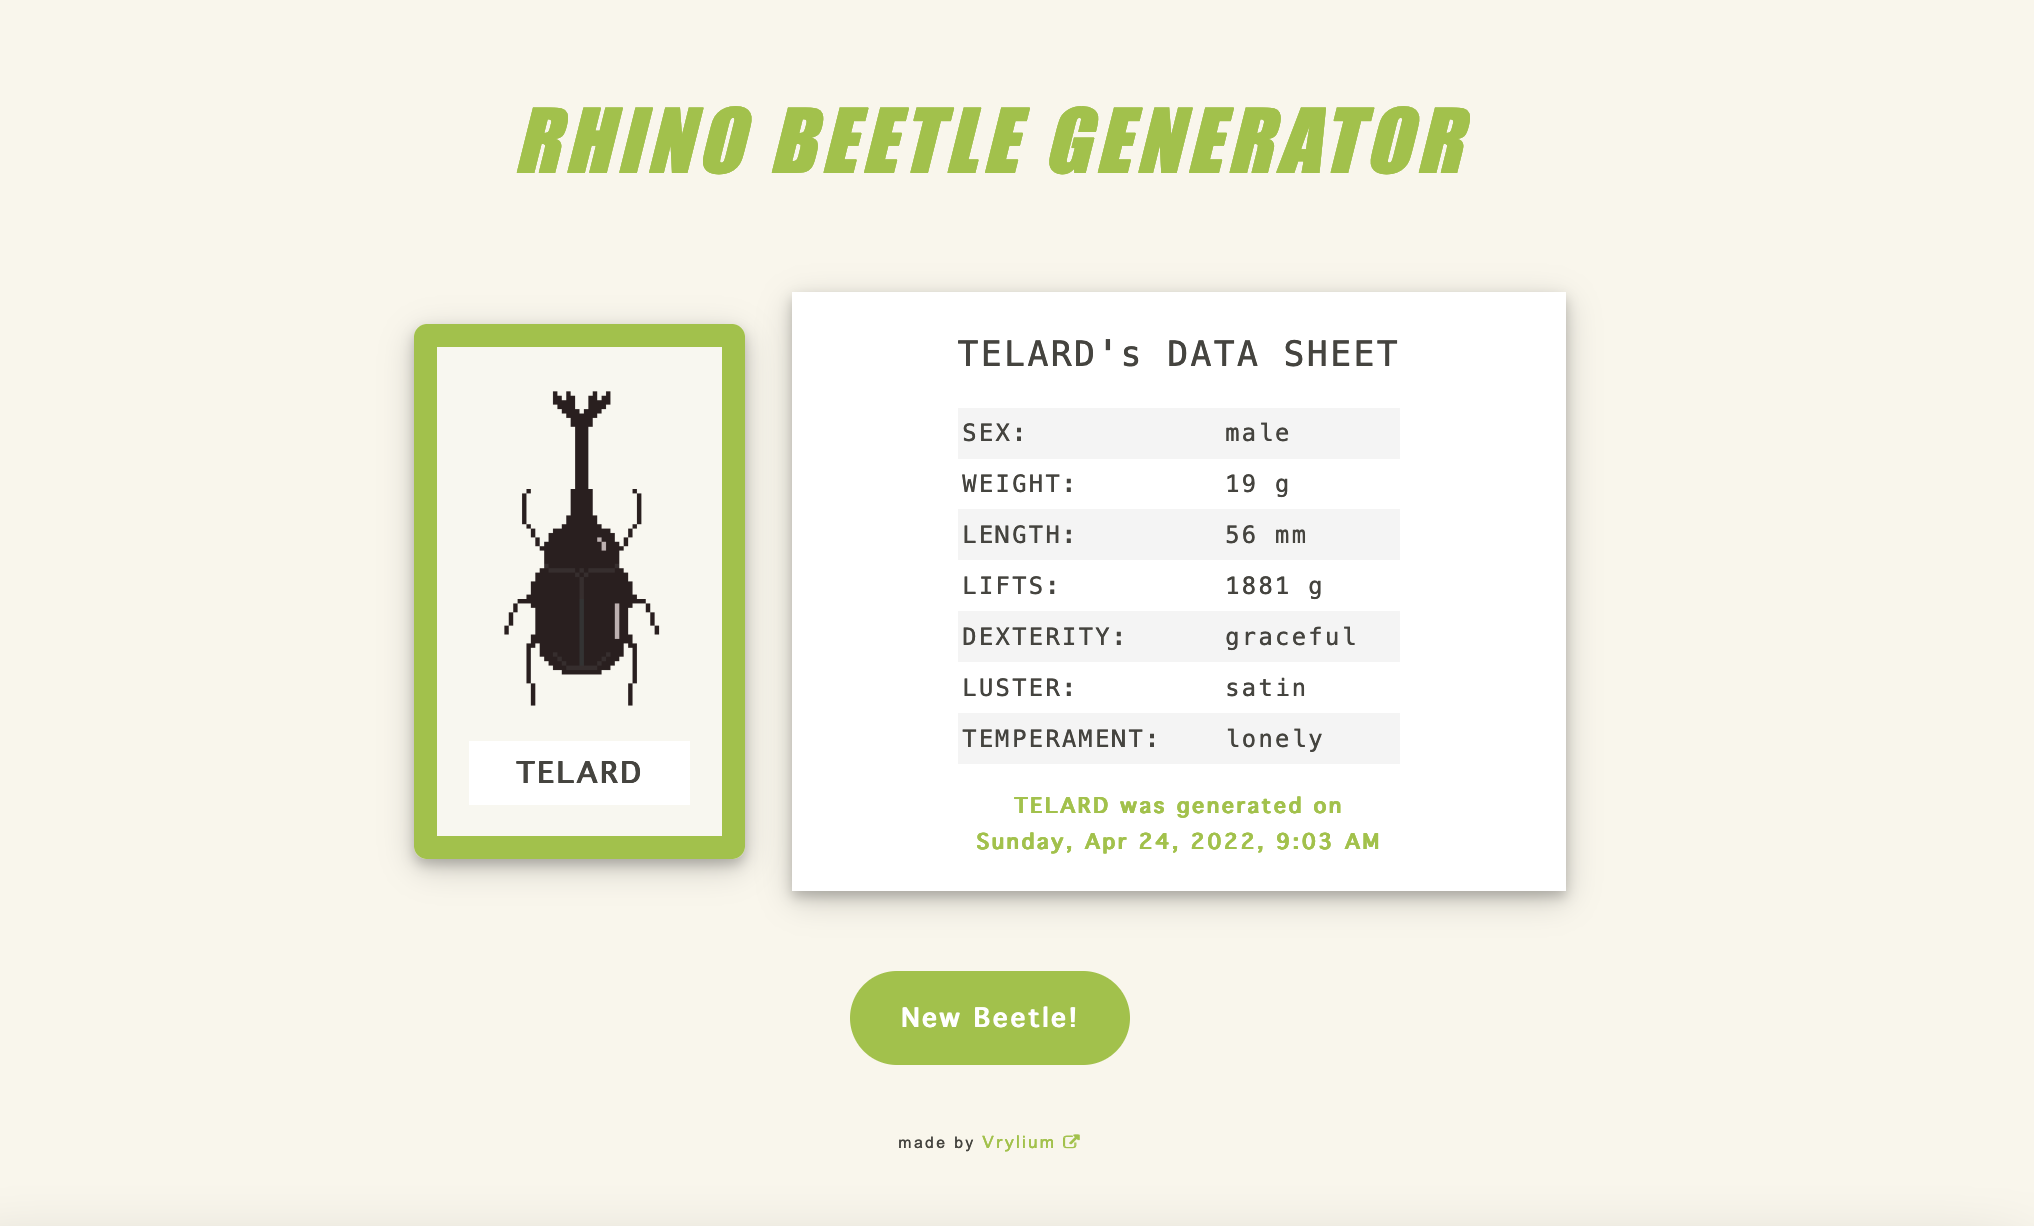 RHINO BEETLE GENERATOR
TELARD
TELARD's DATA SHEET
SEX: male
WEIGHT: 19 g
LENGTH: 56 mm
LIFTS: 1881 g
DEXTERITY: graceful
LUSTER: satin
TEMPERAMENT: lonely
TELARD was generated on
Sunday, Apr 24, 2022, 9:03 AM
New Beetle!
made by Vrylium